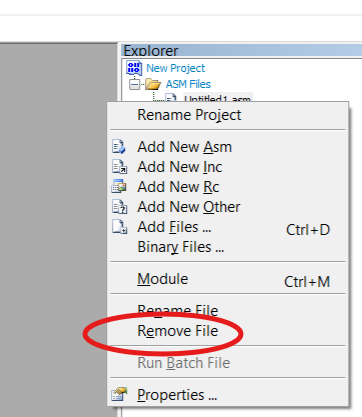 Explorer
New Project
ASM Files
Untitled1.asm
Rename Project
Add New Asm
Add New Inc
Add New Rc
Add New Other
Add Files ... Ctrl+D
Binary Files ...
Module Ctrl+M
Rename File
Remove File
Run Batch File
Properties ...